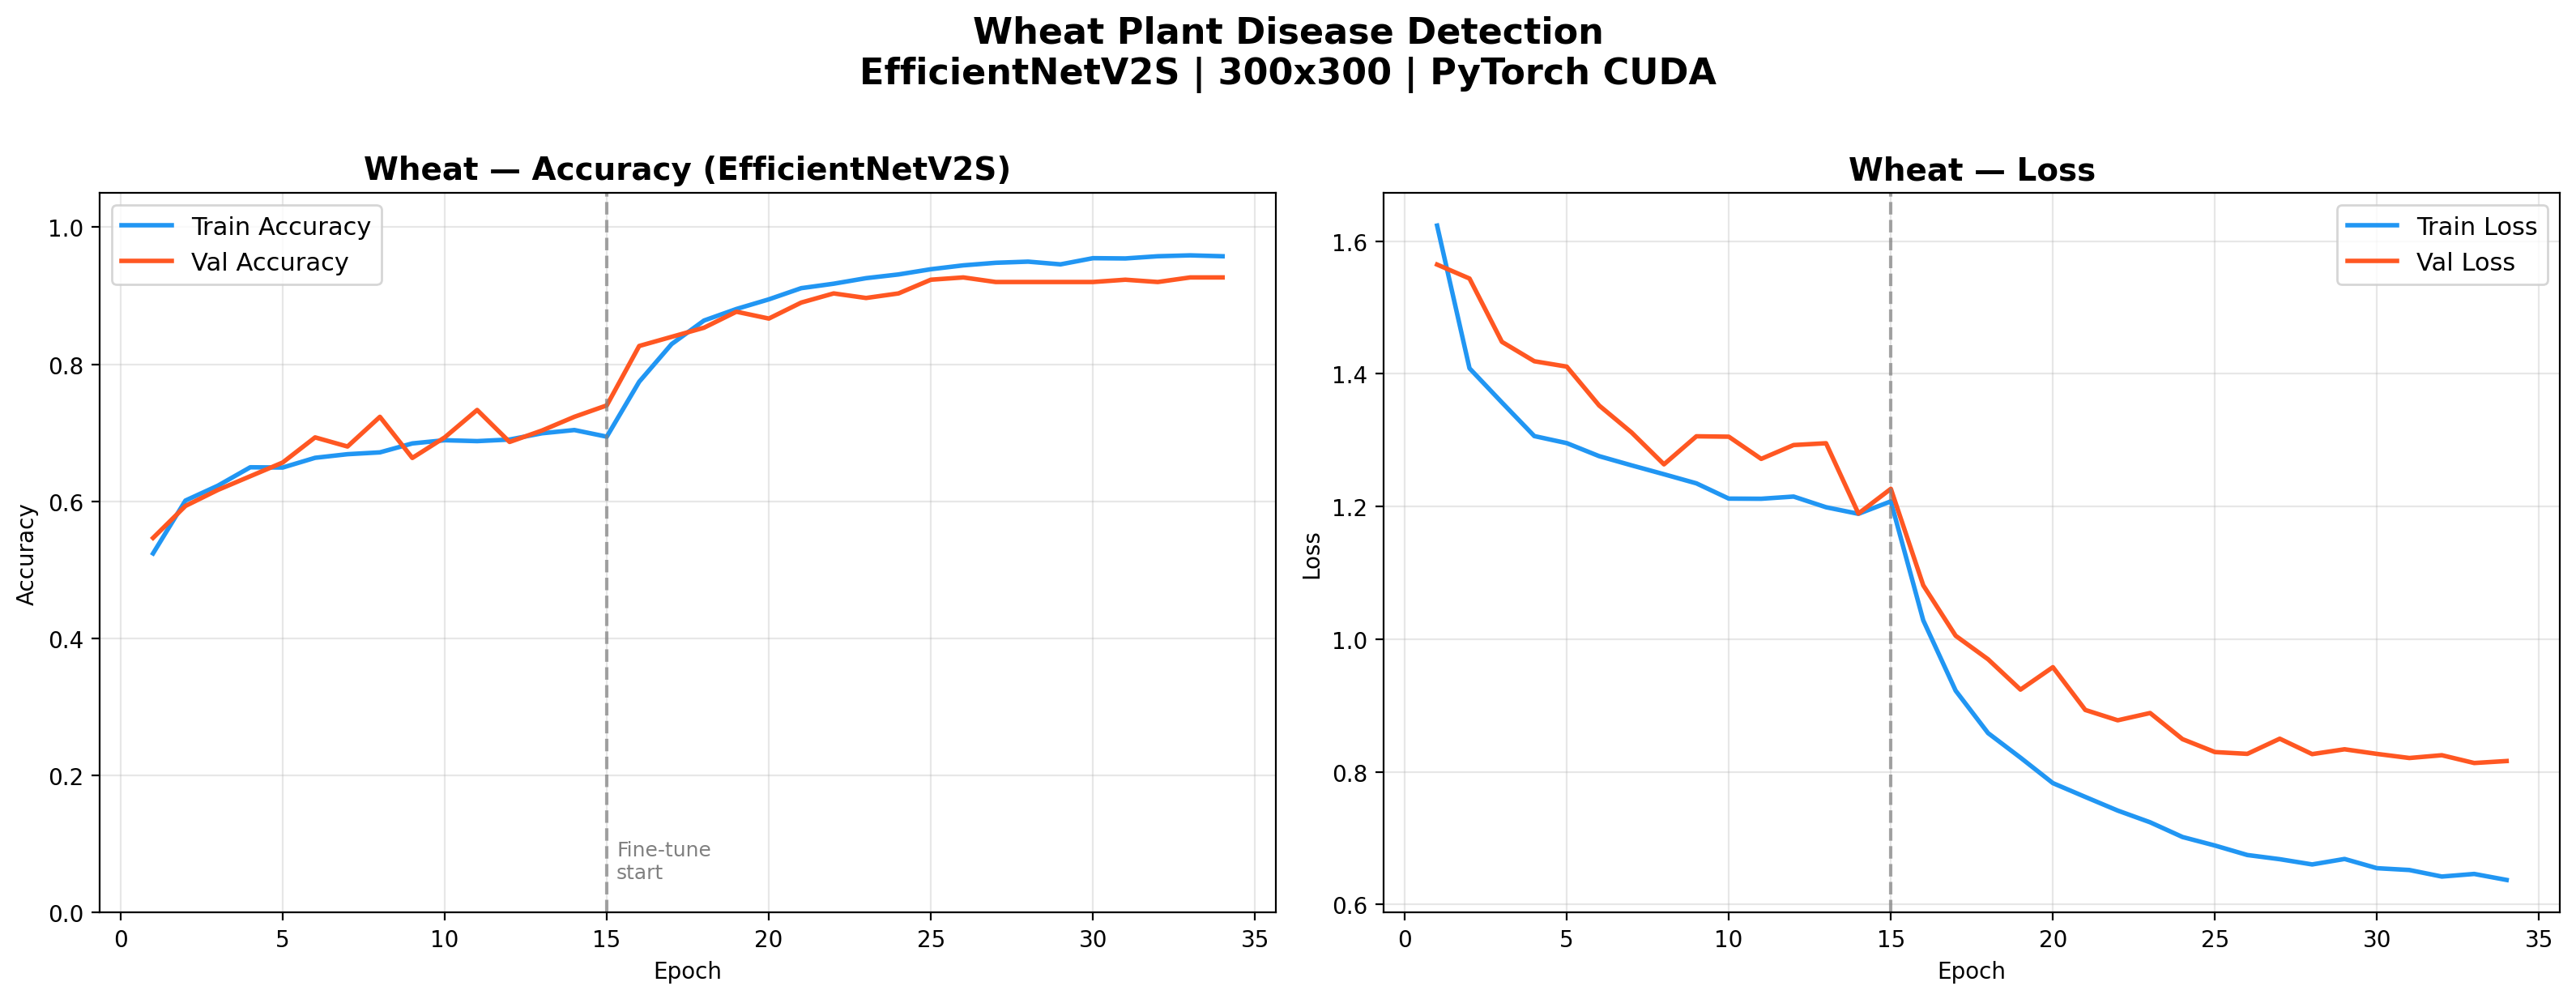 Wheat Plant Disease Detection
EfficientNetV2S | 300x300 | PyTorch CUDA
Wheat — Accuracy (EfficientNetV2S)
Train Accuracy
Val Accuracy
Accuracy
1.0
0.8
0.6
0.4
0.2
0.0
Fine-tune
start
0 5 10 15 20 25 30 35
Epoch
Wheat — Loss
Train Loss
Val Loss
Loss
1.6
1.4
1.2
1.0
0.8
0.6
0 5 10 15 20 25 30 35
Epoch